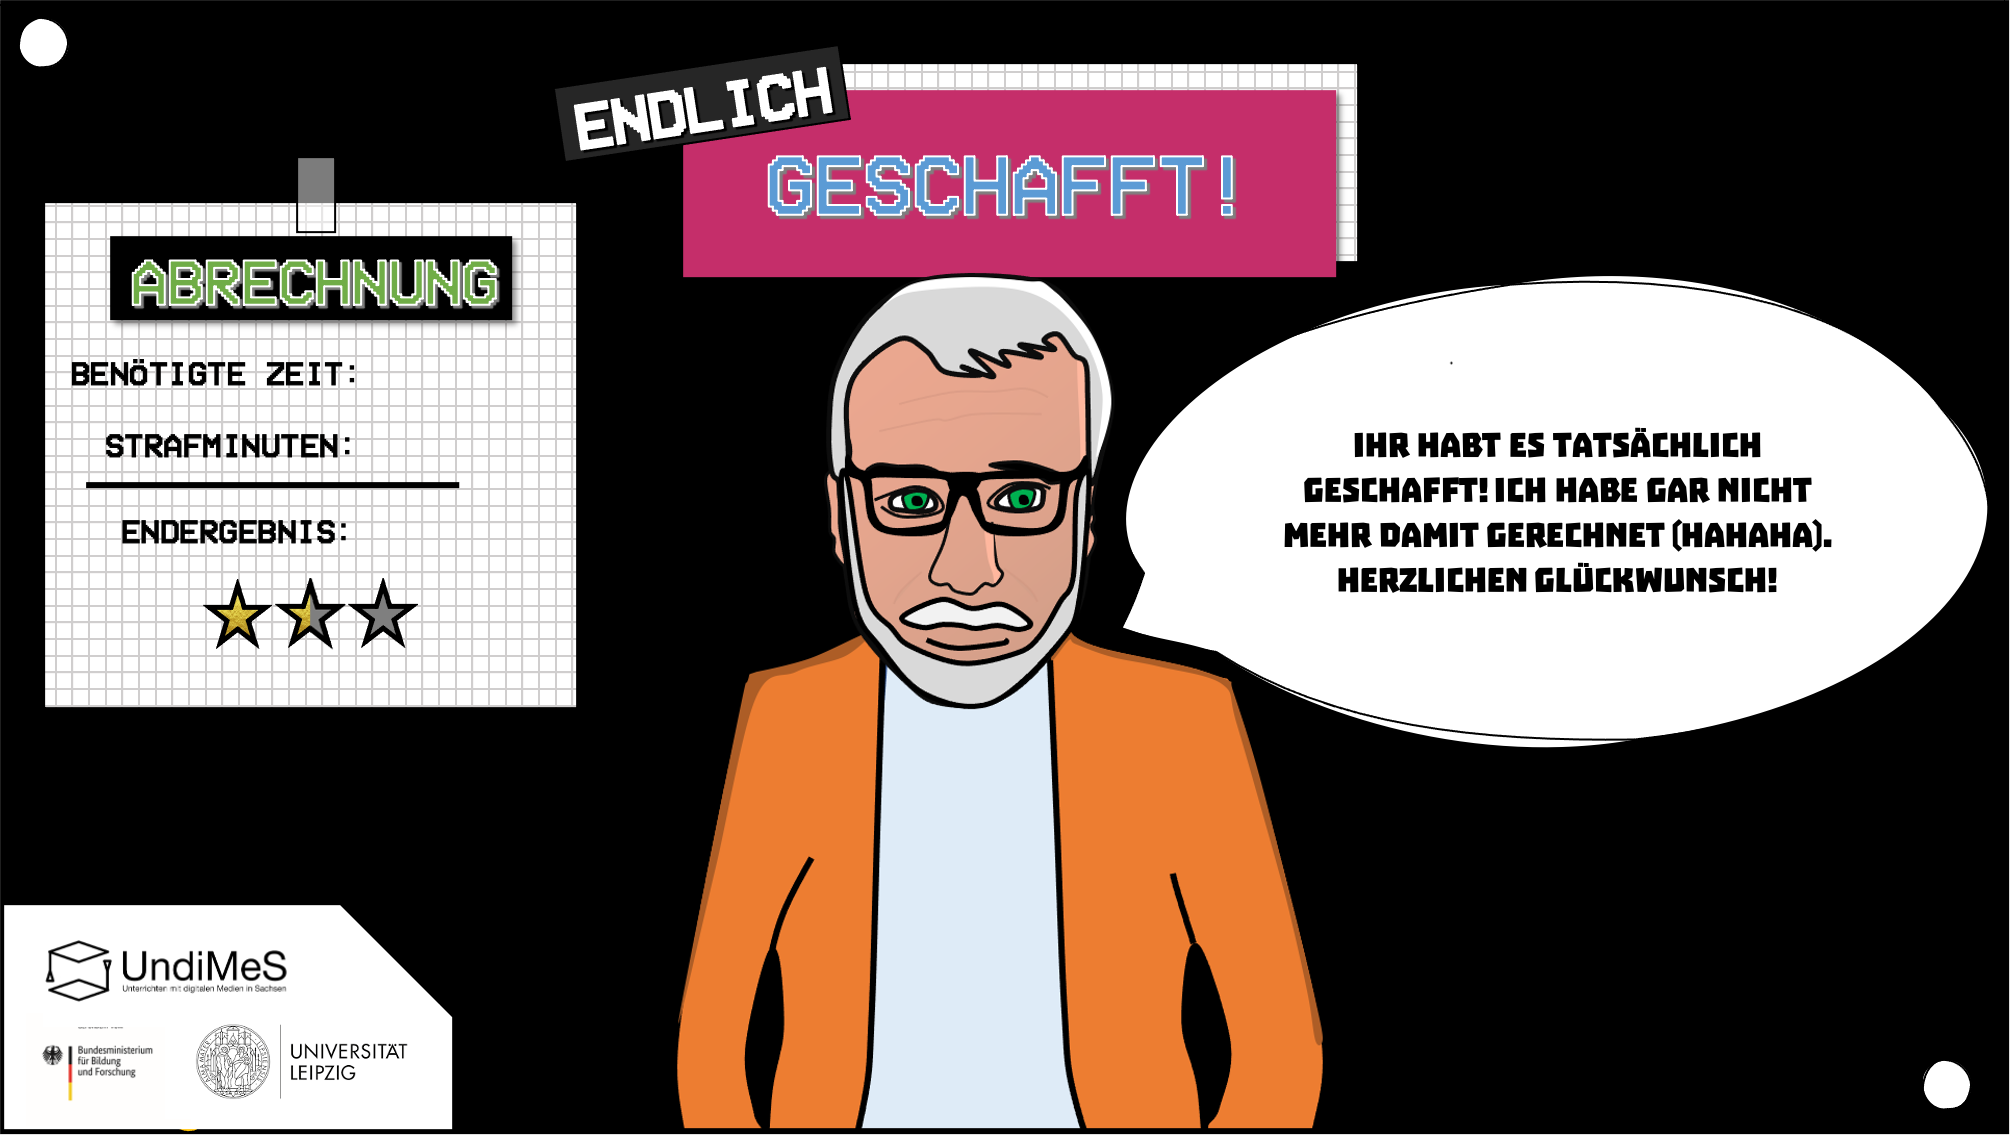 ENDLICH
GESCHAFFT!
ABRECHNUNG
BENÖTIGTE ZEIT:
STRAFMINUTEN:
ENDERGEBNIS:
IHR HABT ES TATSÄCHLICH
GESCHAFFT! ICH HABE GAR NICHT
MEHR DAMIT GERECHNET (HAHAHA).
HERZLICHEN GLÜCKWUNSCH!
UndiMeS
Unterrichten mit digitalen Medien in Sachsen
Bundesministerium
für Bildung
und Forschung
UNIVERSITÄT
LEIPZIG